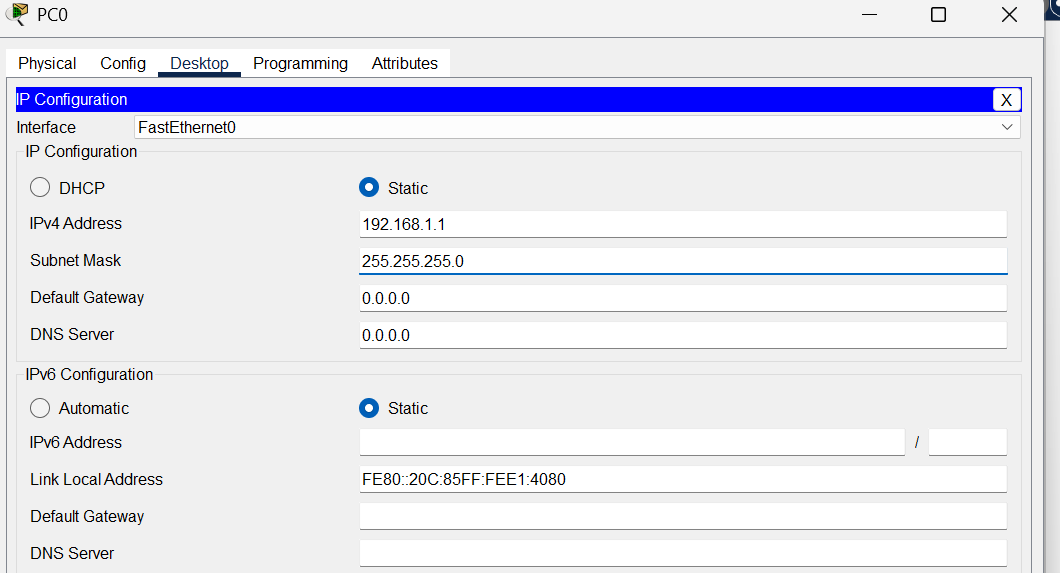 PC0
Physical Config Desktop Programming Attributes
IP Configuration X
Interface FastEthernet0
IP Configuration
DHCP Static
IPv4 Address 192.168.1.1
Subnet Mask 255.255.255.0
Default Gateway 0.0.0.0
DNS Server 0.0.0.0
IPv6 Configuration
Automatic Static
IPv6 Address /
Link Local Address FE80::20C:85FF:FEE1:4080
Default Gateway
DNS Server